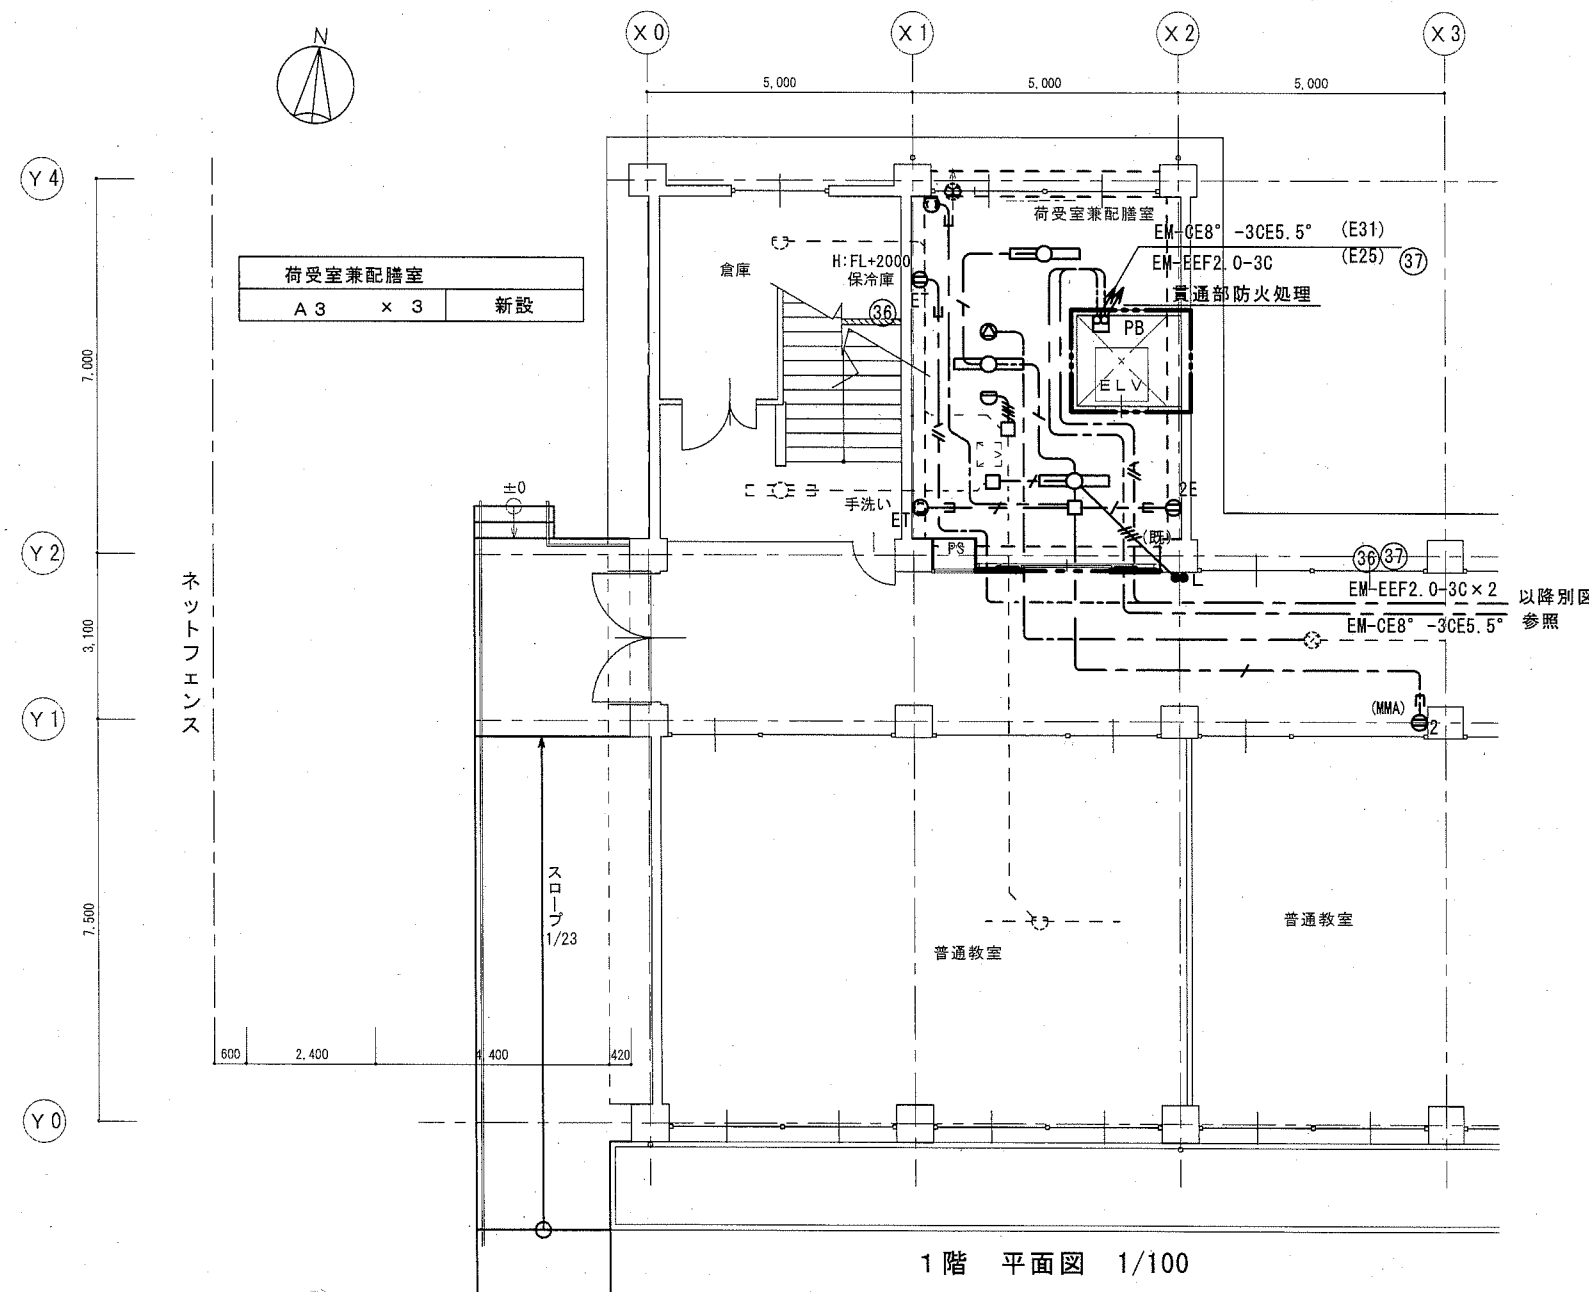 N
X0
X1
X2
X3
5,000
5,000
5,000
Y4
荷受室兼配膳室
A3 × 3 新設
倉庫
荷受室兼配膳室
H:FL+2000
保冷庫
ET
36
EM-CE8° -3CE5.5° (E31)
EM-EEF2.0-3C (E25)
37
貫通部防火処理
PB
ELV
7,000
±0
手洗い
ET
2E
(既)
PS
L
Y2
36 37
EM-EEF2.0-3C×2
EM-CE8° -3CE5.5°
以降別図
参照
ネットフェンス
3,100
Y1
(MMA)
2
スロープ
1/23
7,500
普通教室
普通教室
600
2,400
4,400
420
Y0
1階 平面図 1/100